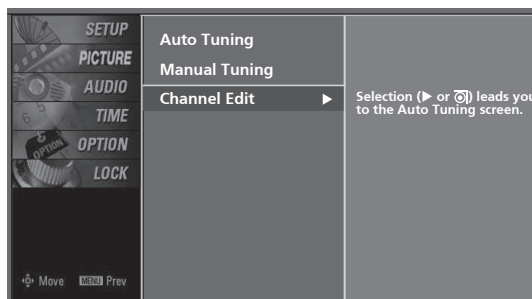 SETUP
PICTURE
AUDIO
TIME
OPTION
LOCK
Move MENU Prev
Auto Tuning
Manual Tuning
Channel Edit ▶
Selection (▶ or ) leads you
to the Auto Tuning screen.